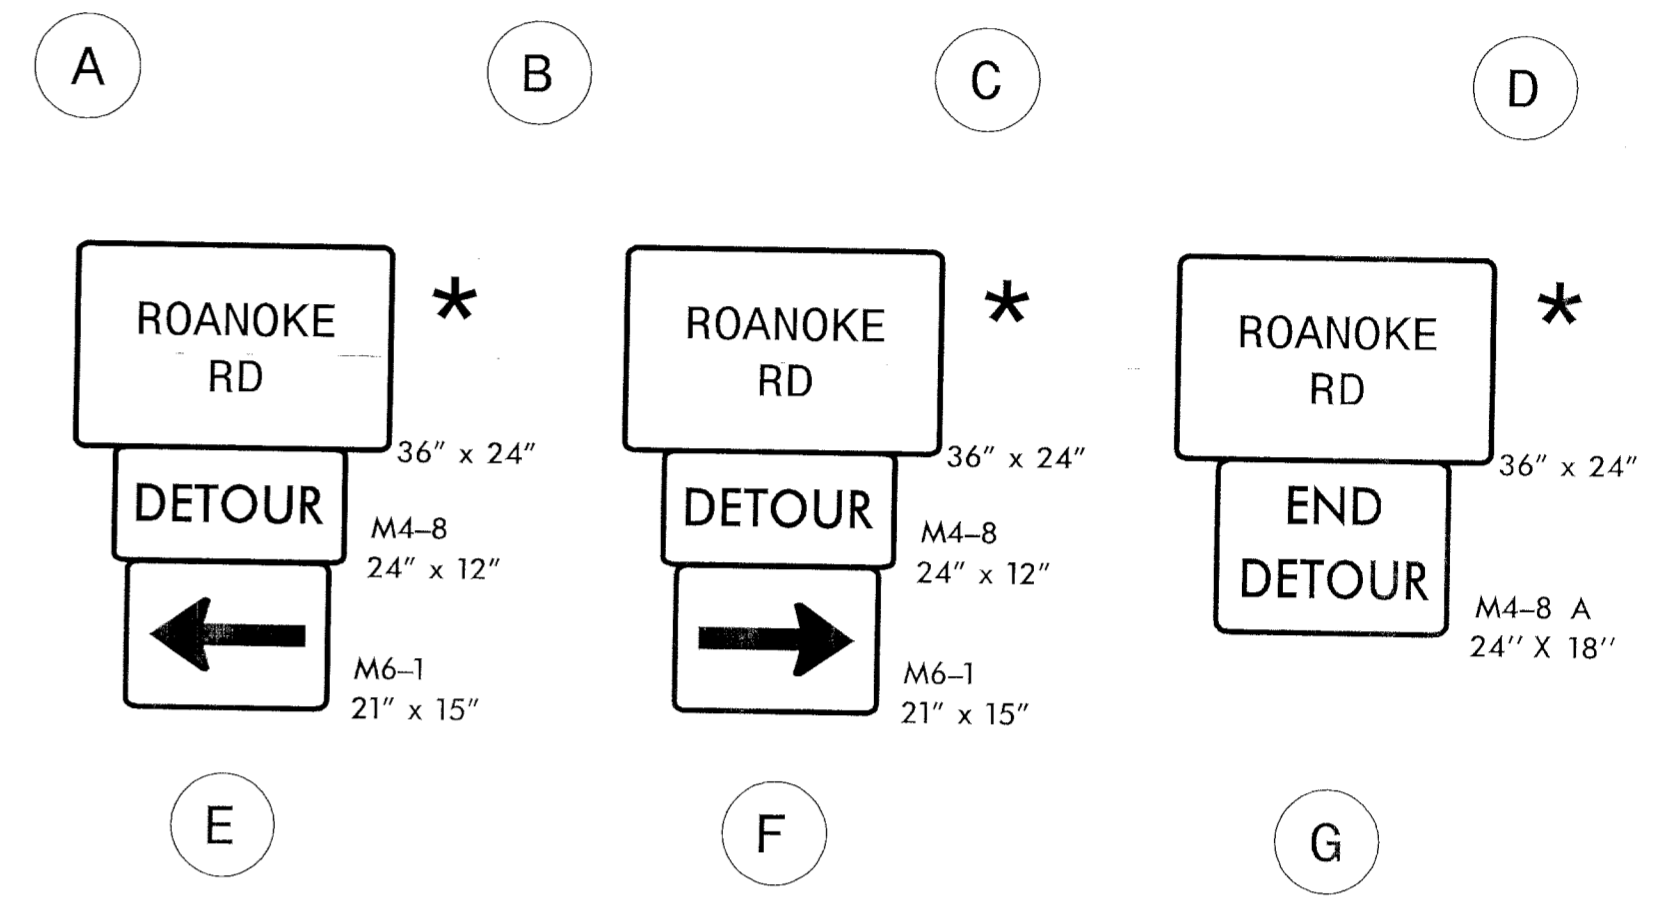 A
B
C
D
ROANOKE
RD
*
36" x 24"
DETOUR
M4-8
24" x 12"
M6-1
21" x 15"
E
ROANOKE
RD
*
36" x 24"
DETOUR
M4-8
24" x 12"
M6-1
21" x 15"
F
ROANOKE
RD
*
36" x 24"
END
DETOUR
M4-8 A
24" X 18"
G